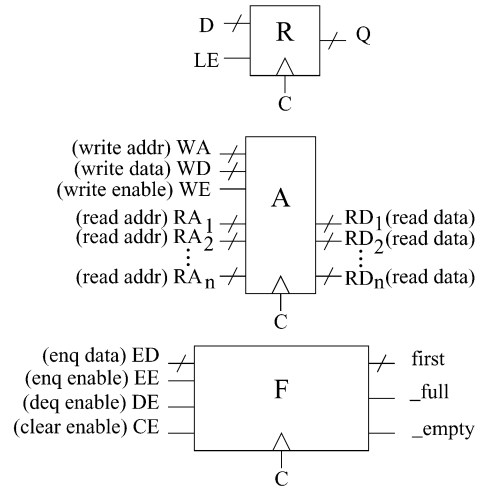 D R Q
LE
C
(write addr) WA
(write data) WD
(write enable) WE
A
(read addr) RA1 RD1(read data)
(read addr) RA2 RD2(read data)
(read addr) RAn RDn(read data)
C
(enq data) ED first
(enq enable) EE F _full
(deq enable) DE
(clear enable) CE _empty
C